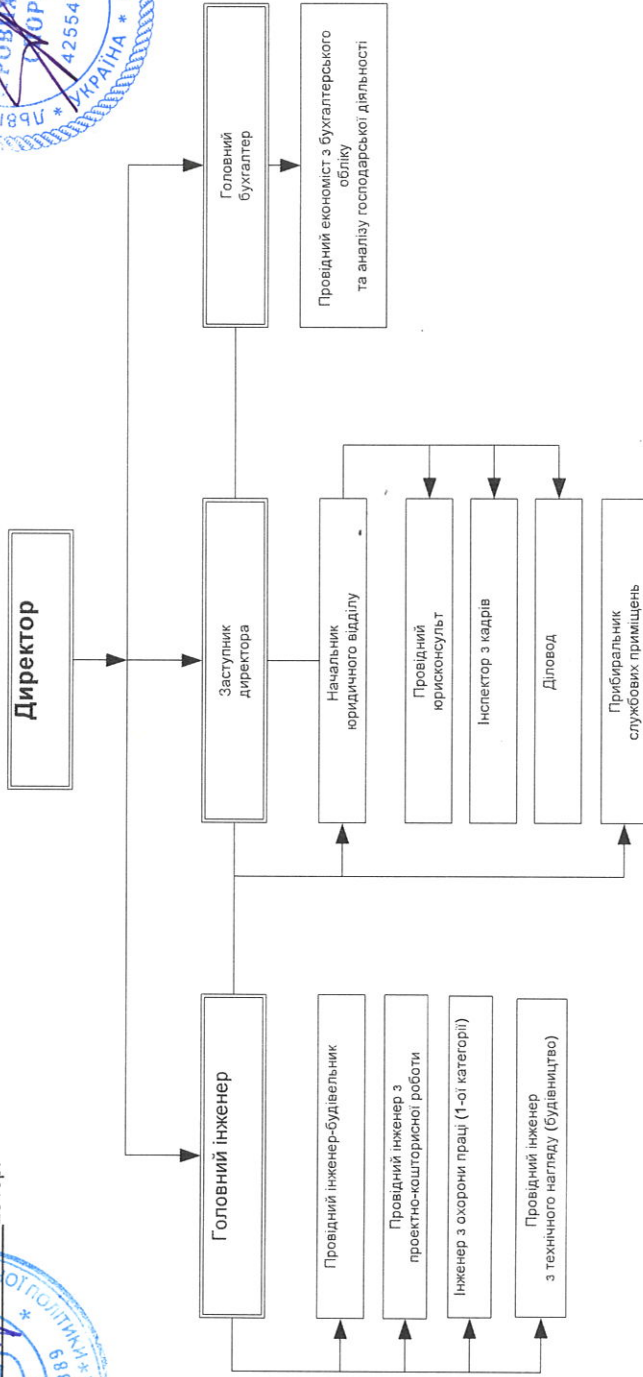 Директор
Головний інженер
Заступник
директора
Головний
бухгалтер
Провідний інженер-будівельник
Провідний інженер з
проектно-кошторисної роботи
Інженер з охорони праці (1-ої категорії)
Провідний інженер
з технічного нагляду (будівництво)
Начальник
юридичного відділу
Провідний
юрисконсульт
Інспектор з кадрів
Діловод
Прибиральник
службових приміщень
Провідний економіст з бухгалтерського
обліку
та аналізу господарської діяльності
УКРАЇНА *
42554
ПОЛІТИКИ *